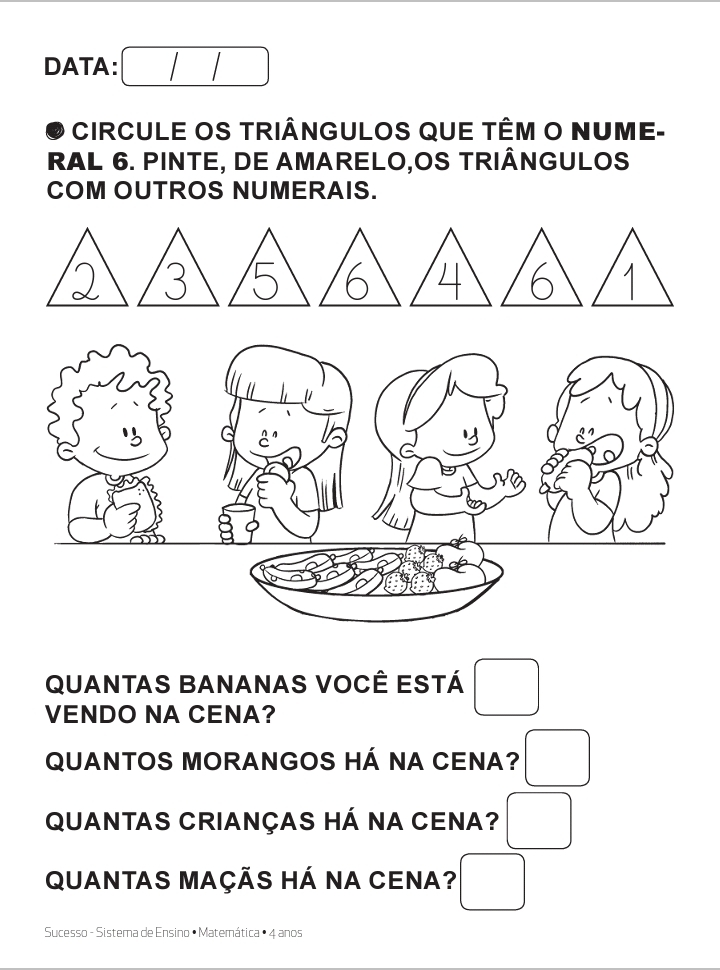 DATA: / /
● CIRCULE OS TRIÂNGULOS QUE TÊM O NUME-
RAL 6. PINTE, DE AMARELO,OS TRIÂNGULOS
COM OUTROS NUMERAIS.
2 3 5 6 4 6 1
QUANTAS BANANAS VOCÊ ESTÁ
VENDO NA CENA?
QUANTOS MORANGOS HÁ NA CENA?
QUANTAS CRIANÇAS HÁ NA CENA?
QUANTAS MAÇÃS HÁ NA CENA?
Sucesso - Sistema de Ensino • Matemática • 4 anos